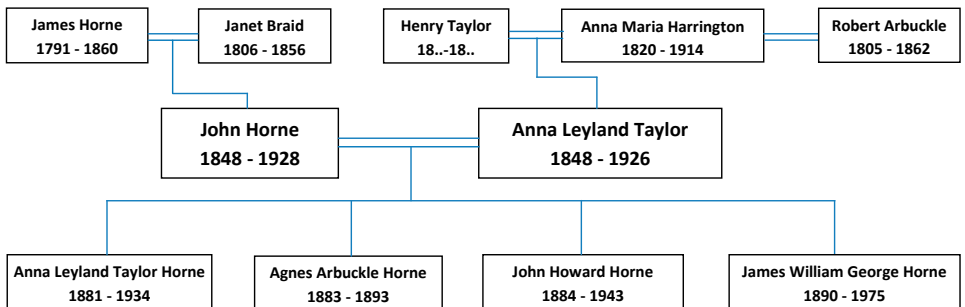 James Horne
1791 - 1860
Janet Braid
1806 - 1856
Henry Taylor
18..-18..
Anna Maria Harrington
1820 - 1914
Robert Arbuckle
1805 - 1862
John Horne
1848 - 1928
Anna Leyland Taylor
1848 - 1926
Anna Leyland Taylor Horne
1881 - 1934
Agnes Arbuckle Horne
1883 - 1893
John Howard Horne
1884 - 1943
James William George Horne
1890 - 1975